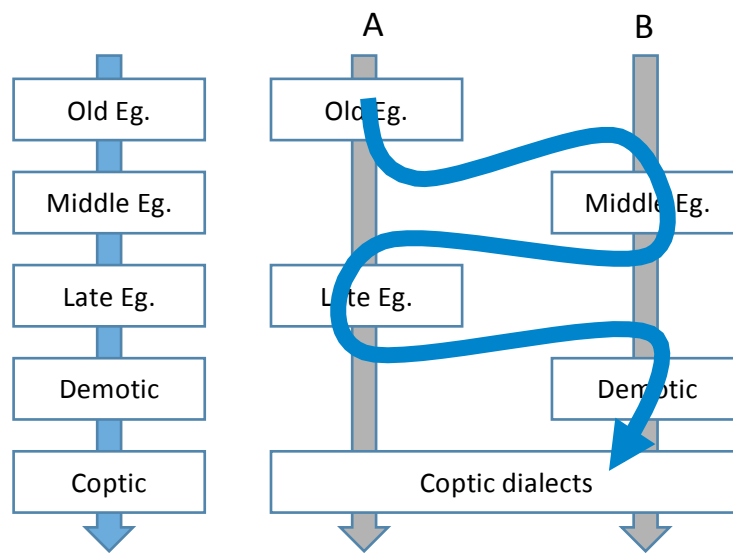 A
B
Old Eg.
Middle Eg.
Late Eg.
Demotic
Coptic
Old Eg.
Middle Eg.
Late Eg.
Demotic
Coptic dialects